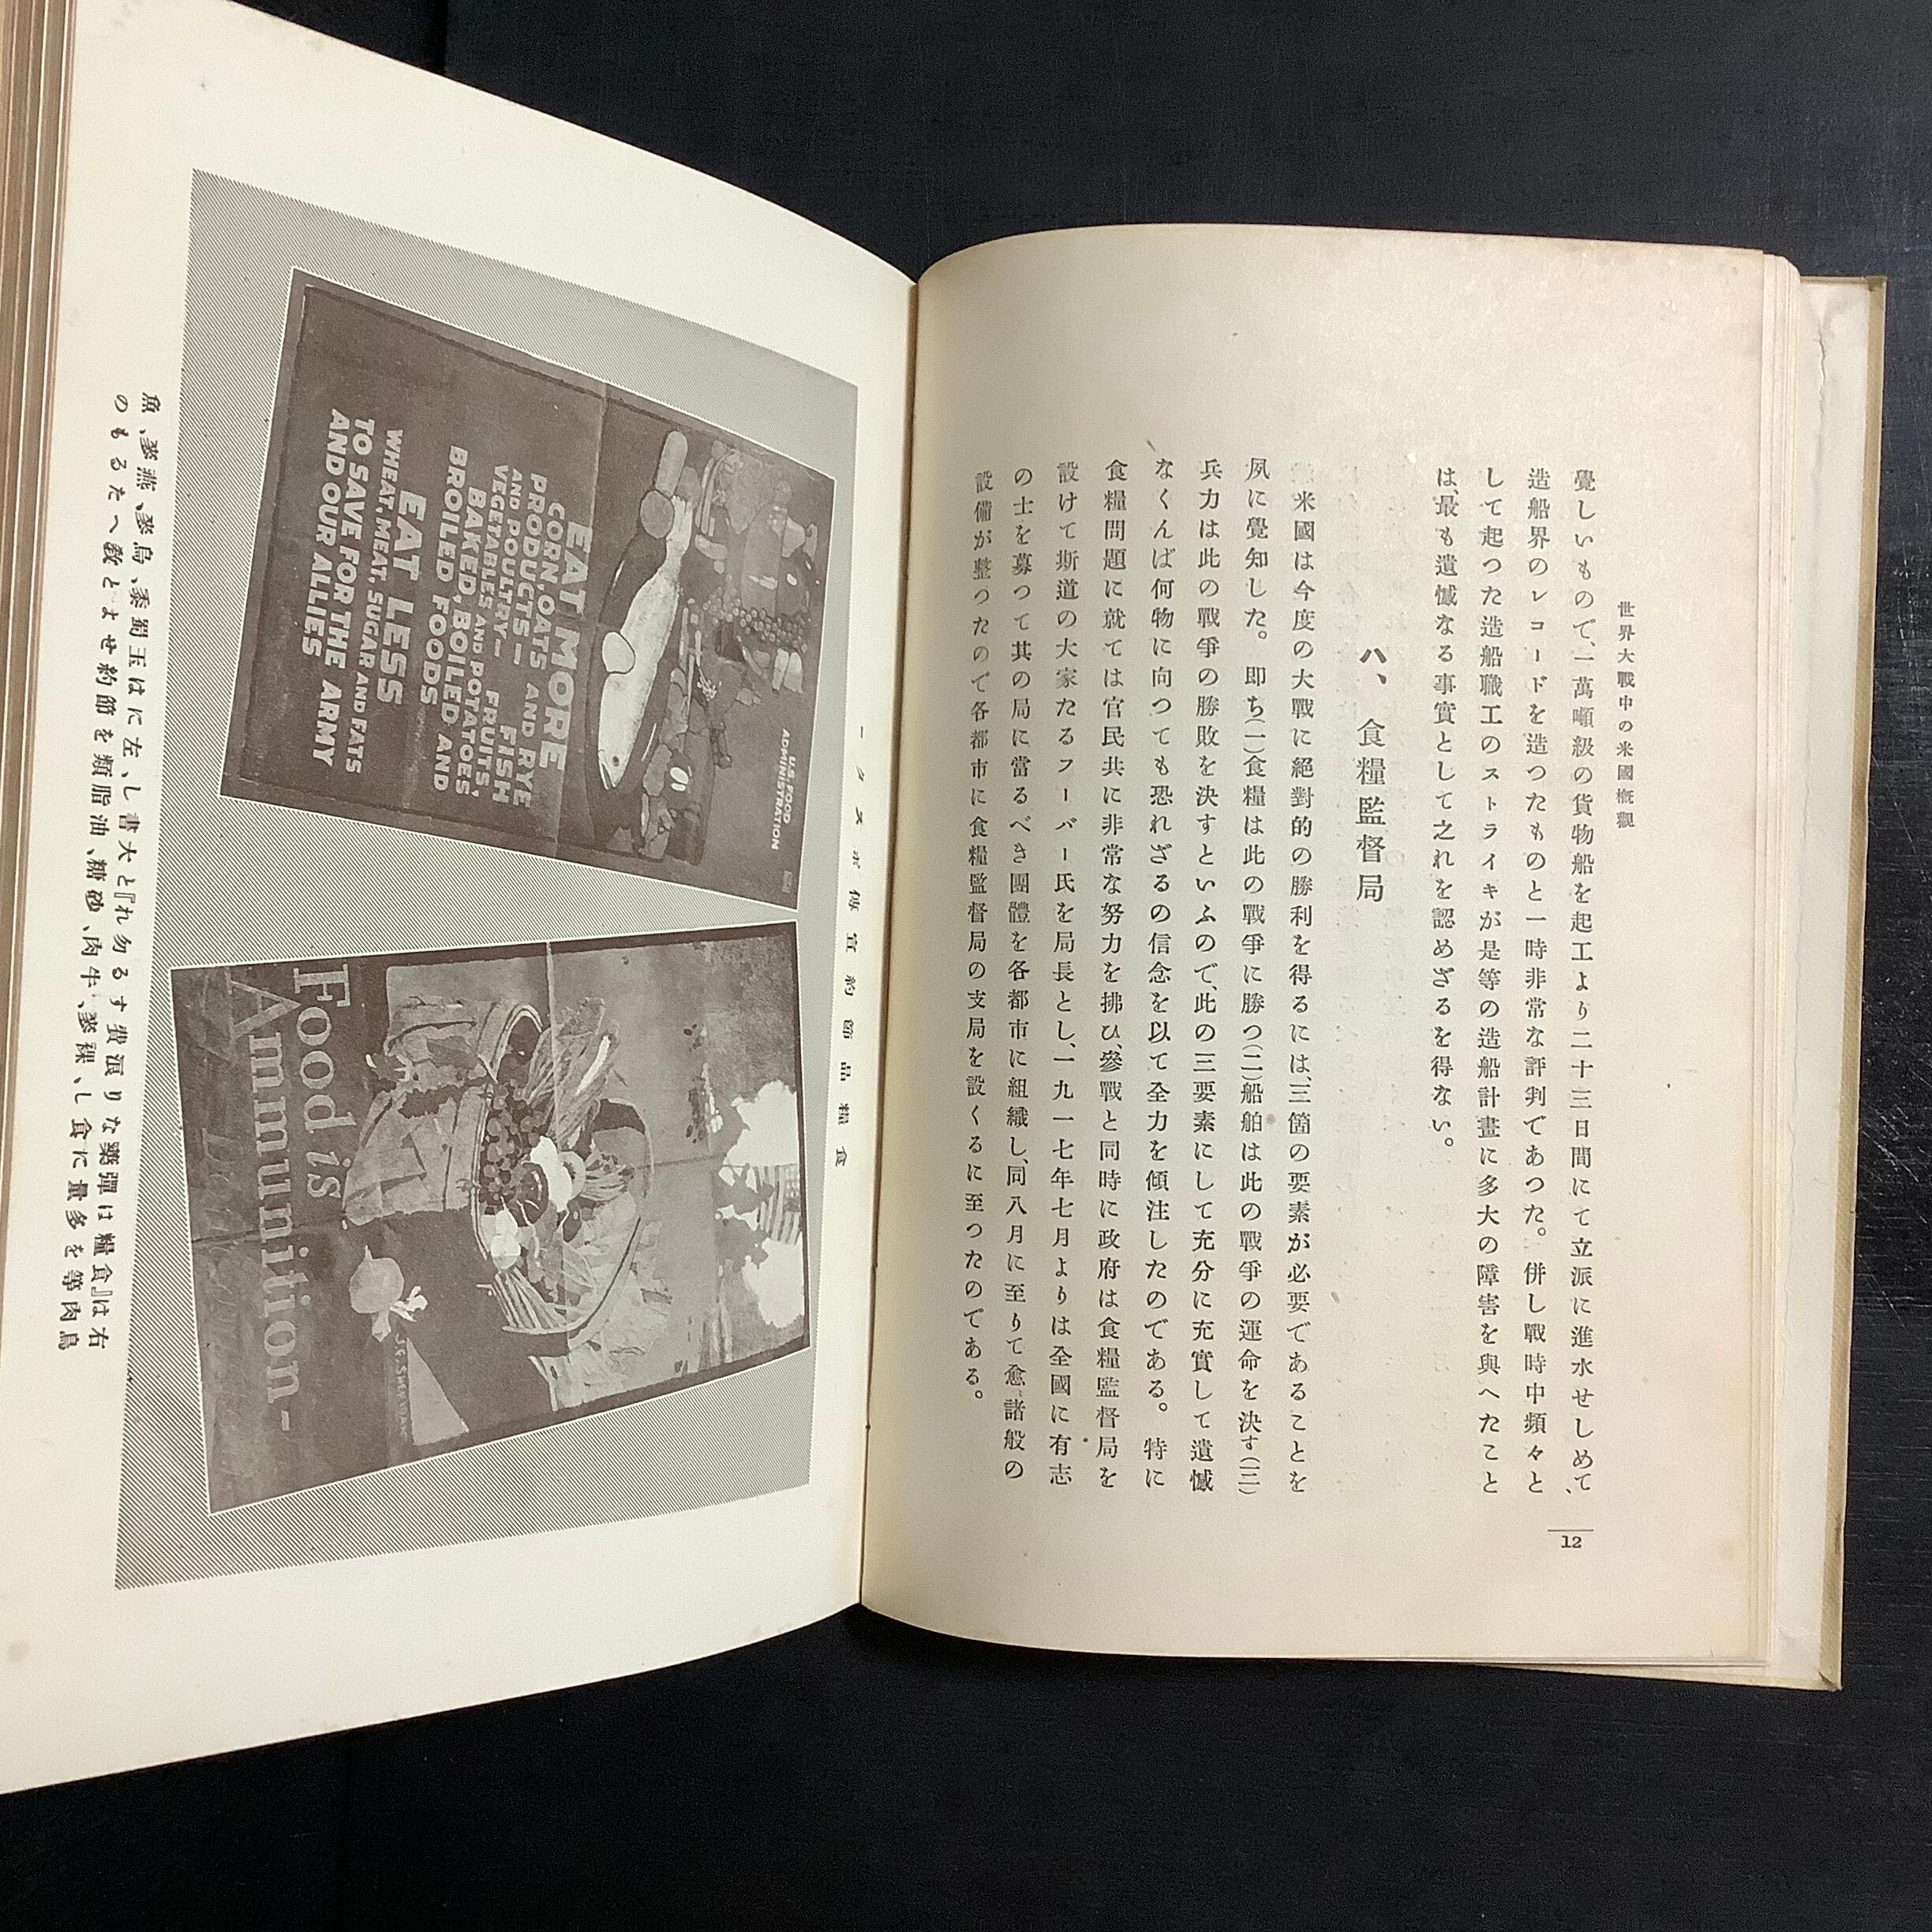 世界大戰中の米國槪觀
覺しいもので、一萬噸級の貨物船を起工より二十三日間にて立派に進水せしめて、
造船界のレコードを造つたものと一時非常な評判であつた。併し戰時中頻々と
して起つた造船職工のストライキが是等の造船計畫に多大の障害を與へたこと
は、最も遺憾なる事實として之れを認めざるを得ない。
ハ、食糧監督局
米國は今度の大戰に絕對的の勝利を得るには、三箇の要素が必要であることを
夙に覺知した。即ち(一)食糧は此の戰爭に勝つ(二)船舶は此の戰爭の運命を決す(三)
兵力は此の戰爭の勝敗を決すといふので、此の三要素にして充分に充實して遺憾
なくんば何物に向つても恐れざるの信念を以て全力を傾注したのである。特に
食糧問題に就ては官民共に非常な努力を拂ひ、參戰と同時に政府は食糧監督局を
設けて斯道の大家たるフーバー氏を局長とし、一九一七年七月よりは全國に有志
の士を募つて其の局に當るべき團體を各都市に組織し、同八月に至りて愈諸般の
設備が整つたので各都市に食糧監督局の支局を設くるに至つたのである。
12
食糧品節約宣傳ポスター
U.S. FOOD
ADMINISTRATION
EAT MORE
CORN, OATS AND RYE
PRODUCTS — FISH
AND POULTRY — FRUITS,
VEGETABLES AND POTATOES
BAKED, BOILED AND
BROILED FOODS
EAT LESS
WHEAT, MEAT, SUGAR AND FATS
TO SAVE FOR THE ARMY
AND OUR ALLIES
Food is
Ammunition-
右は『食糧は彈藥なり浪費する勿れ』と大書し、左には玉蜀黍、烏麥、燕麥、魚、
鳥肉等を多量に食し、裸麥、牛肉、砂糖、油脂類を節約せよと敎へたるもの